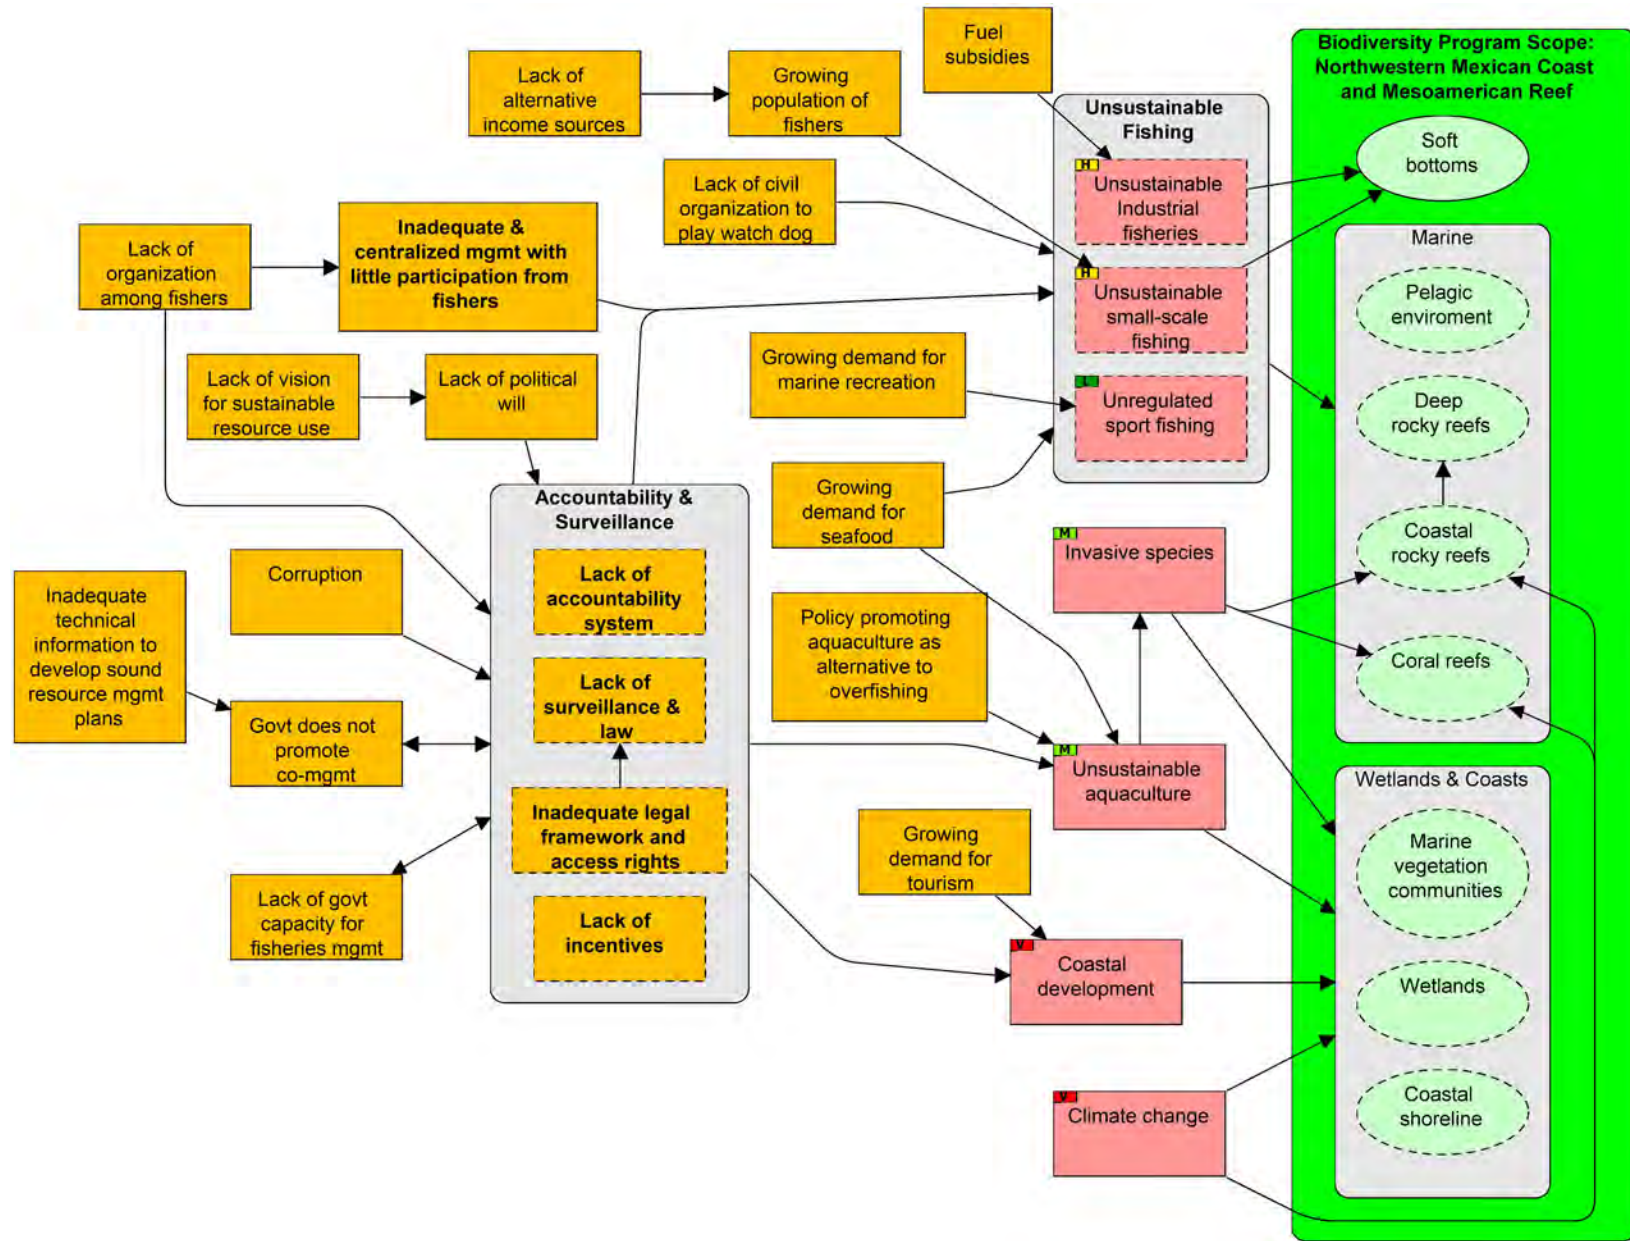 Fuel
subsidies
Biodiversity Program Scope:
Northwestern Mexican Coast
and Mesoamerican Reef
Lack of
alternative
income sources
Growing
population of
fishers
Unsustainable
Fishing
Soft
bottoms
H
Unsustainable
Industrial
fisheries
Lack of civil
organization to
play watch dog
Inadequate &
centralized mgmt with
little participation from
fishers
Lack of
organization
among fishers
Marine
H
Unsustainable
small-scale
fishing
Pelagic
enviroment
Growing demand for
marine recreation
Lack of vision
for sustainable
resource use
Lack of political
will
L
Unregulated
sport fishing
Deep
rocky reefs
Accountability &
Surveillance
Growing
demand for
seafood
M
Invasive species
Coastal
rocky reefs
Lack of
accountability
system
Corruption
Inadequate
technical
information to
develop sound
resource mgmt
plans
Policy promoting
aquaculture as
alternative to
overfishing
Coral reefs
Lack of
surveillance &
law
Govt does not
promote
co-mgmt
M
Unsustainable
aquaculture
Wetlands & Coasts
Inadequate legal
framework and
access rights
Growing
demand for
tourism
Marine
vegetation
communities
Lack of govt
capacity for
fisheries mgmt
Lack of
incentives
V
Coastal
development
Wetlands
V
Climate change
Coastal
shoreline